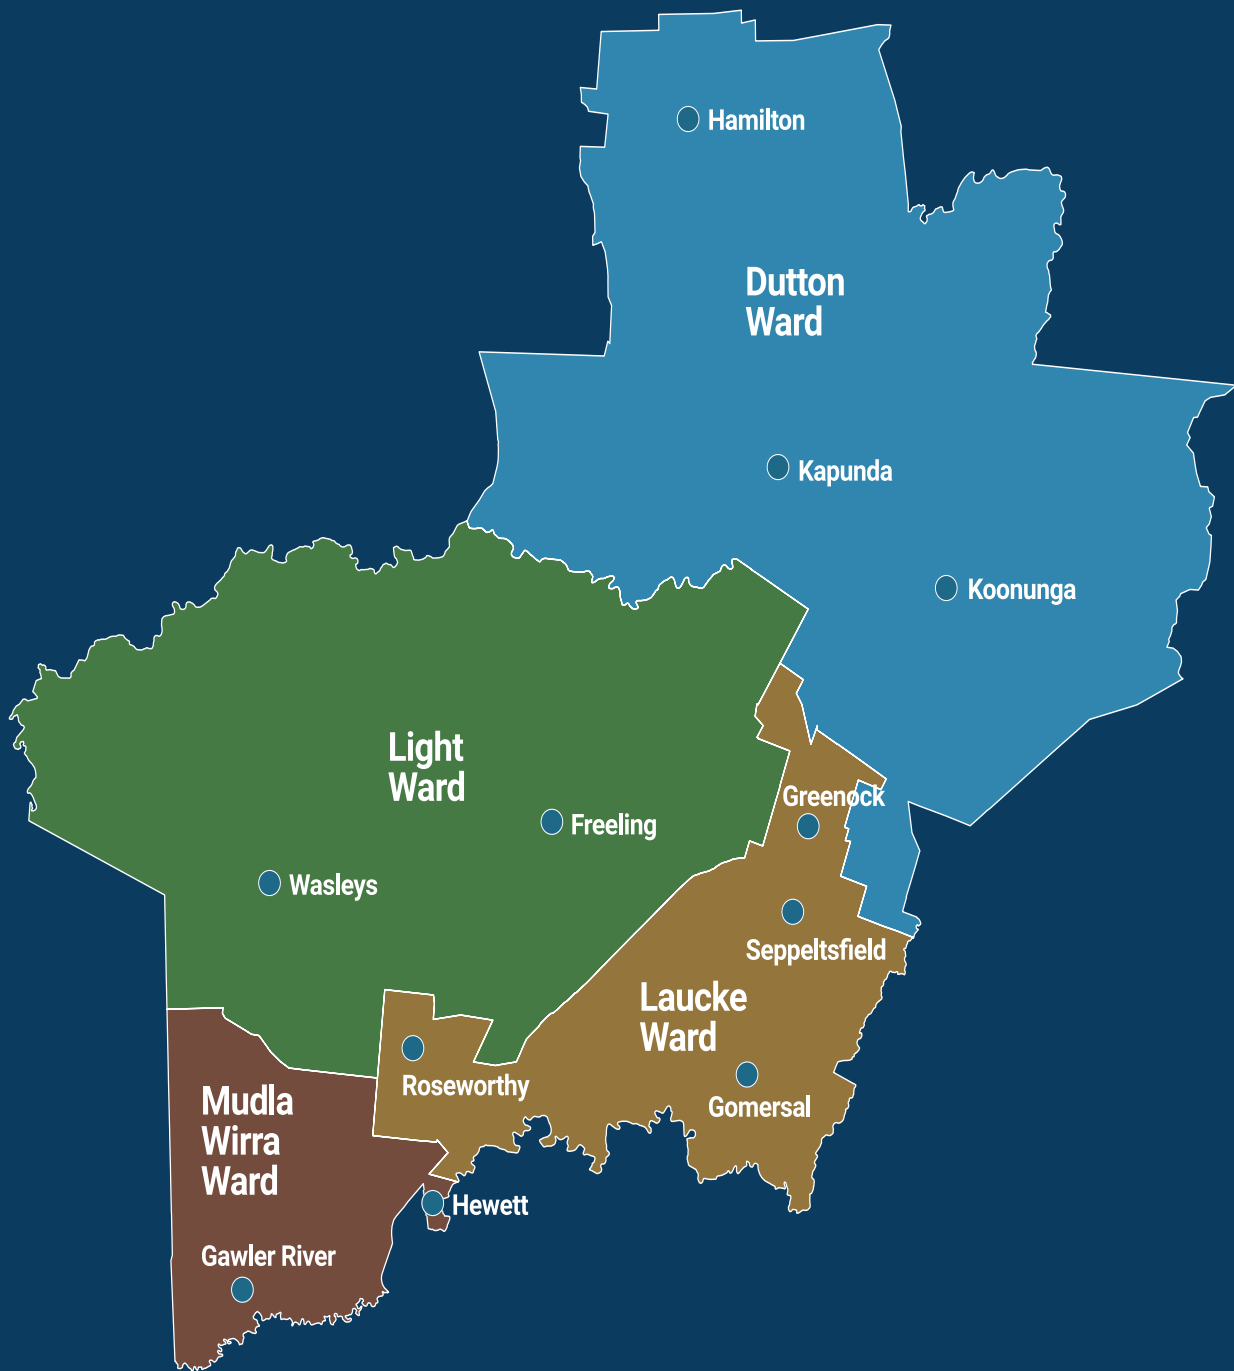 Hamilton
Dutton
Ward
Kapunda
Koonunga
Light
Ward
Greenock
Freeling
Wasleys
Seppeltsfield
Laucke
Ward
Roseworthy
Gomersal
Mudla
Wirra
Ward
Hewett
Gawler River